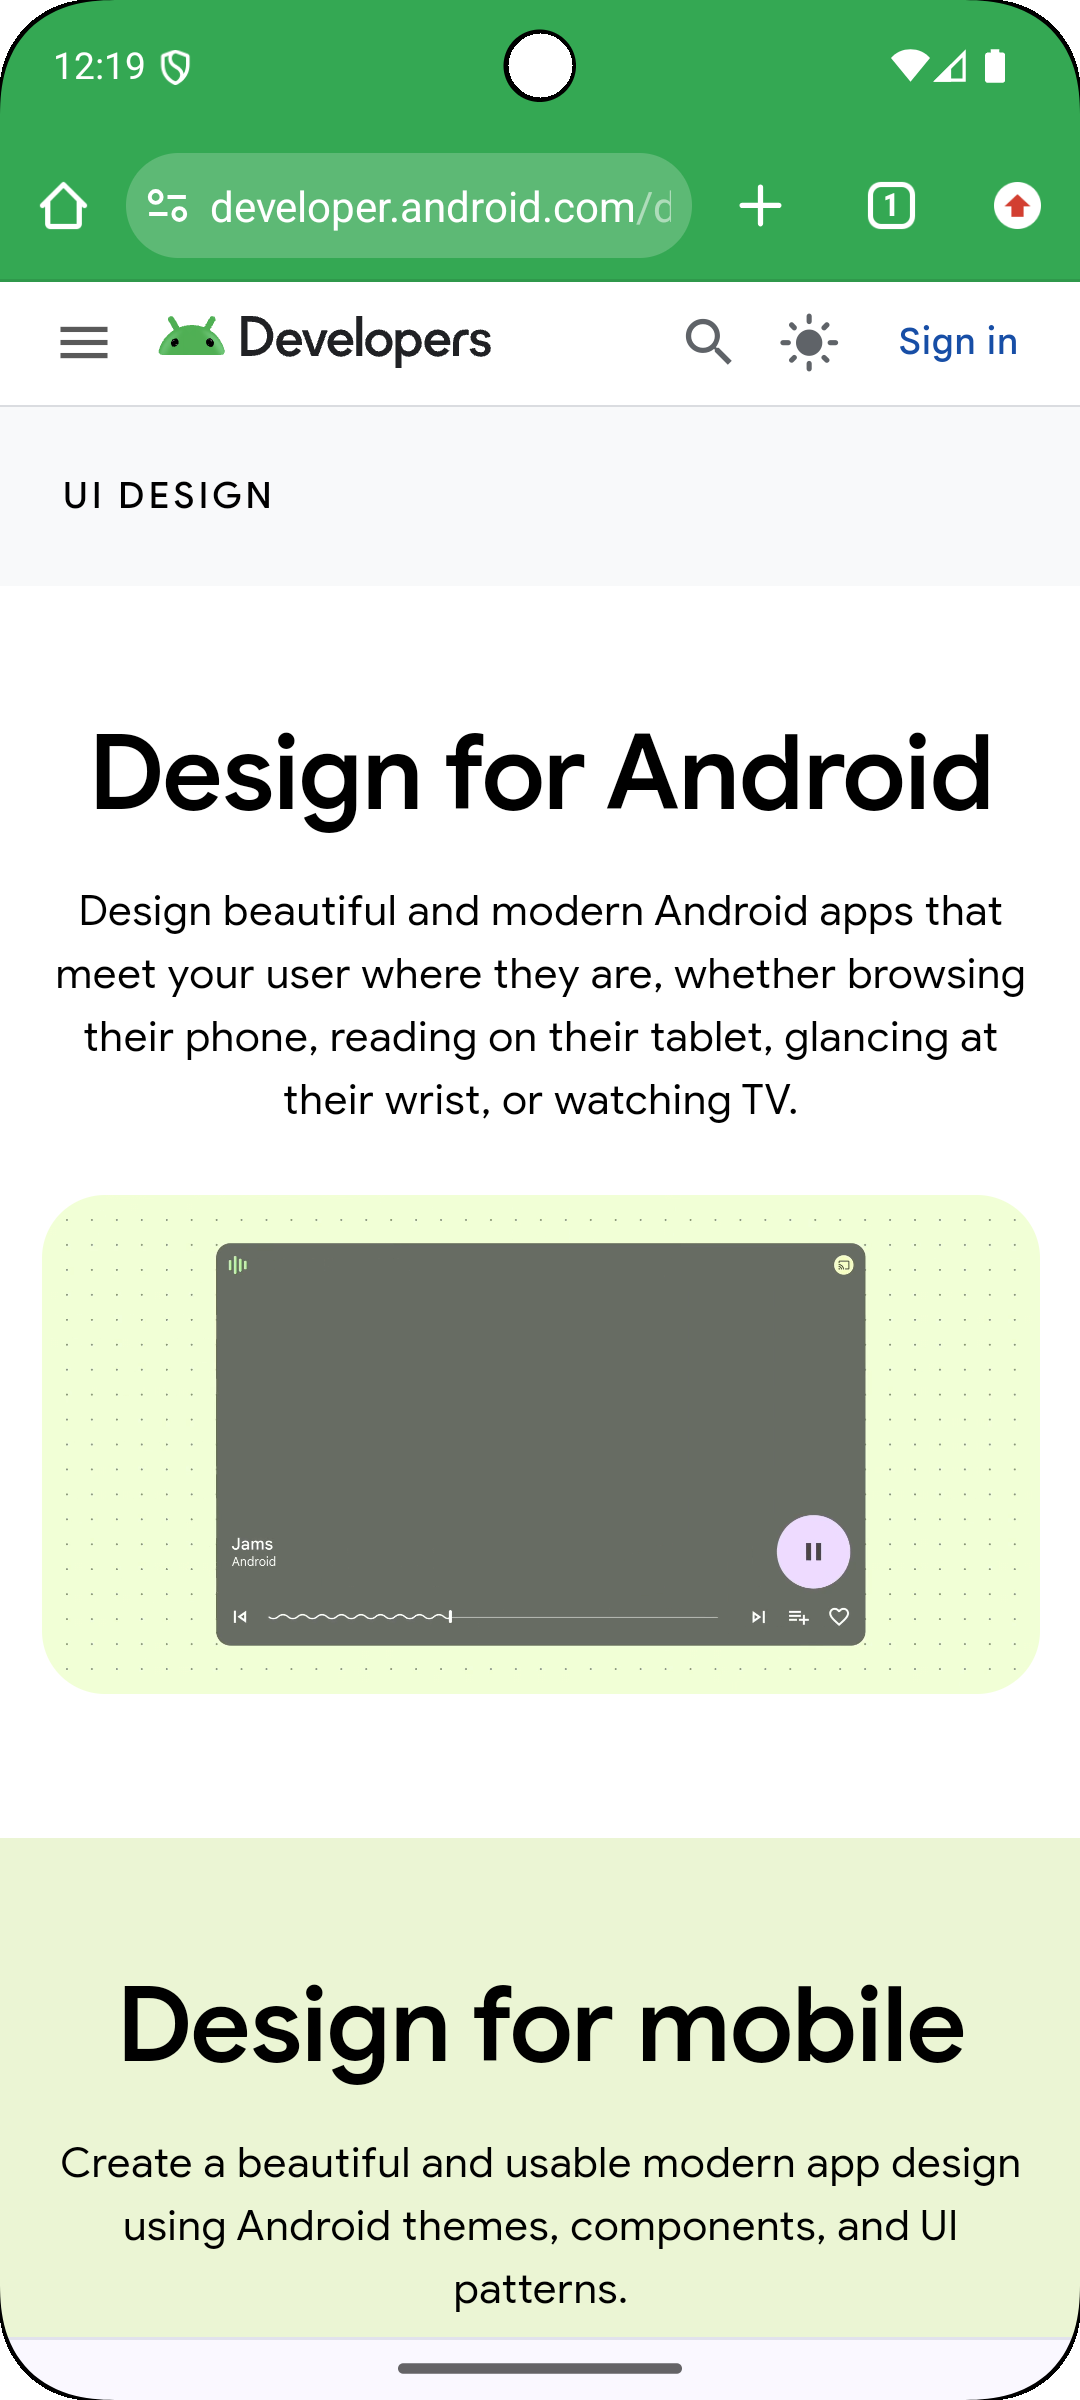 12:19
developer.android.com/d
1
Developers
Sign in
UI DESIGN
Design for Android
Design beautiful and modern Android apps that
meet your user where they are, whether browsing
their phone, reading on their tablet, glancing at
their wrist, or watching TV.
Jams
Android
Design for mobile
Create a beautiful and usable modern app design
using Android themes, components, and UI
patterns.